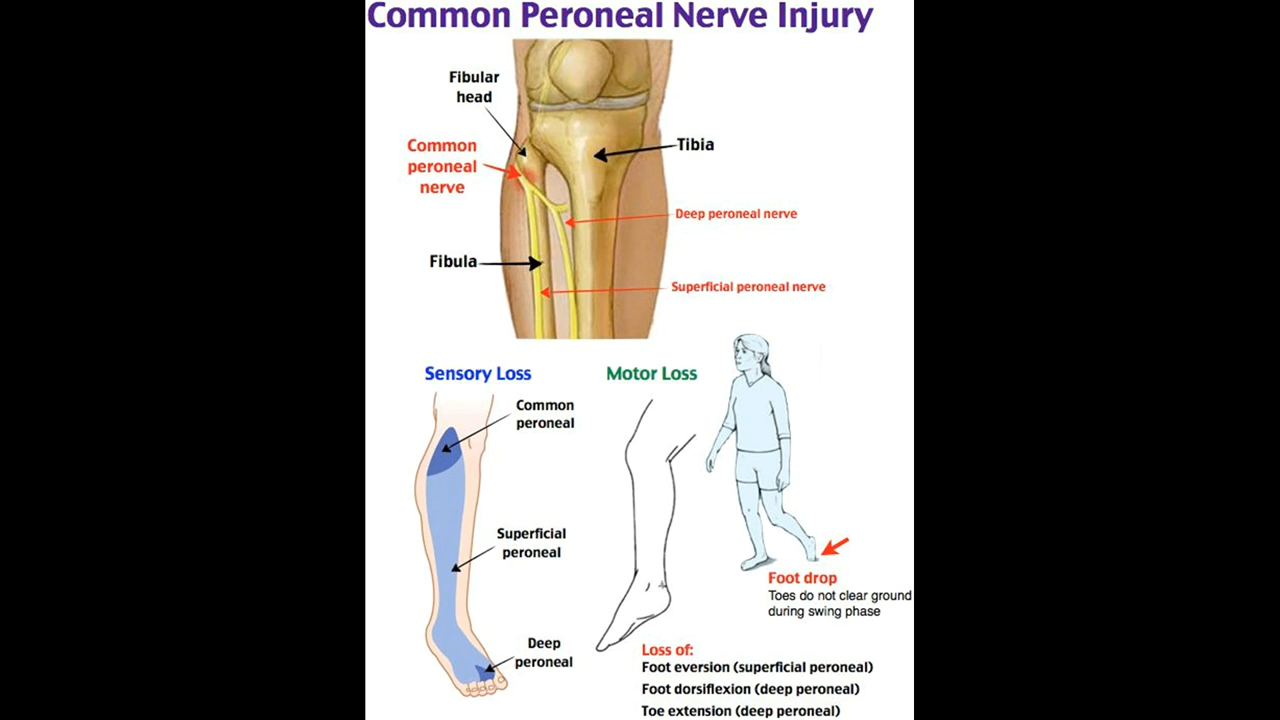 Common Peroneal Nerve Injury
Fibular
head
Common
peroneal
nerve
Tibia
Deep peroneal nerve
Fibula
Superficial peroneal nerve
Sensory Loss
Common
peroneal
Superficial
peroneal
Deep
peroneal
Motor Loss
Foot drop
Toes do not clear ground
during swing phase
Loss of:
Foot eversion (superficial peroneal)
Foot dorsiflexion (deep peroneal)
Toe extension (deep peroneal)